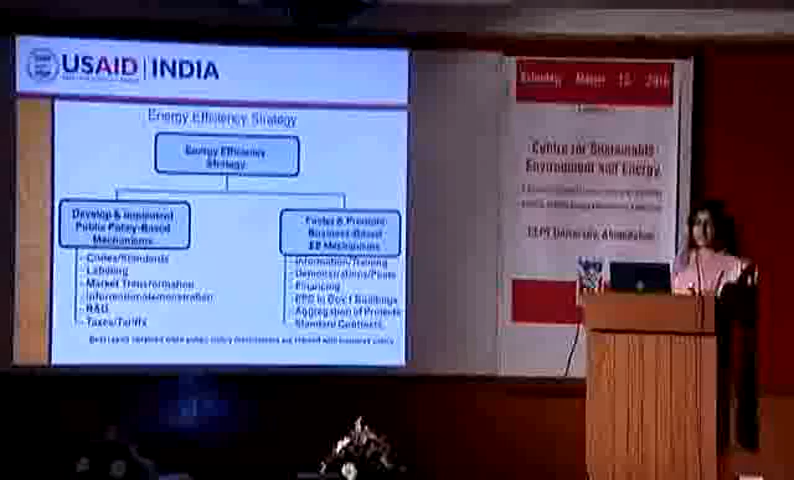 USAID | INDIA
Energy Efficiency Strategy
Energy Efficiency
Strategy
Develop & Implement
Public Policy-Based
Mechanisms
- Codes/Standards
- Labeling
- Market Transformation
- Information/demonstration
- R&D
- Taxes/Tariffs
Foster & Promote
Business-Based
EE Mechanisms
- Information/Training
- Demonstrations/Pilots
- Financing
- EPC in Gov't Buildings
- Aggregation of Projects
- Standard Contracts
Centre for Sustainable
Environment and Energy
CEPT University, Ahmedabad